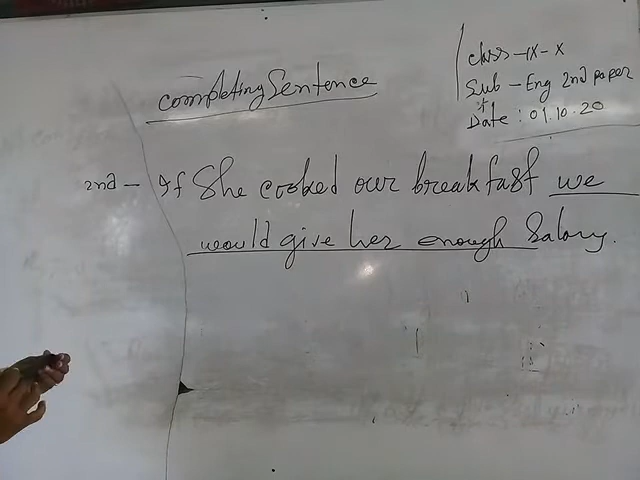 Class - IX - X
Sub - Eng 2nd paper
Date : 01.10.20
Completing Sentence
2nd - If She cooked our breakfast we
would give her enough Salary.